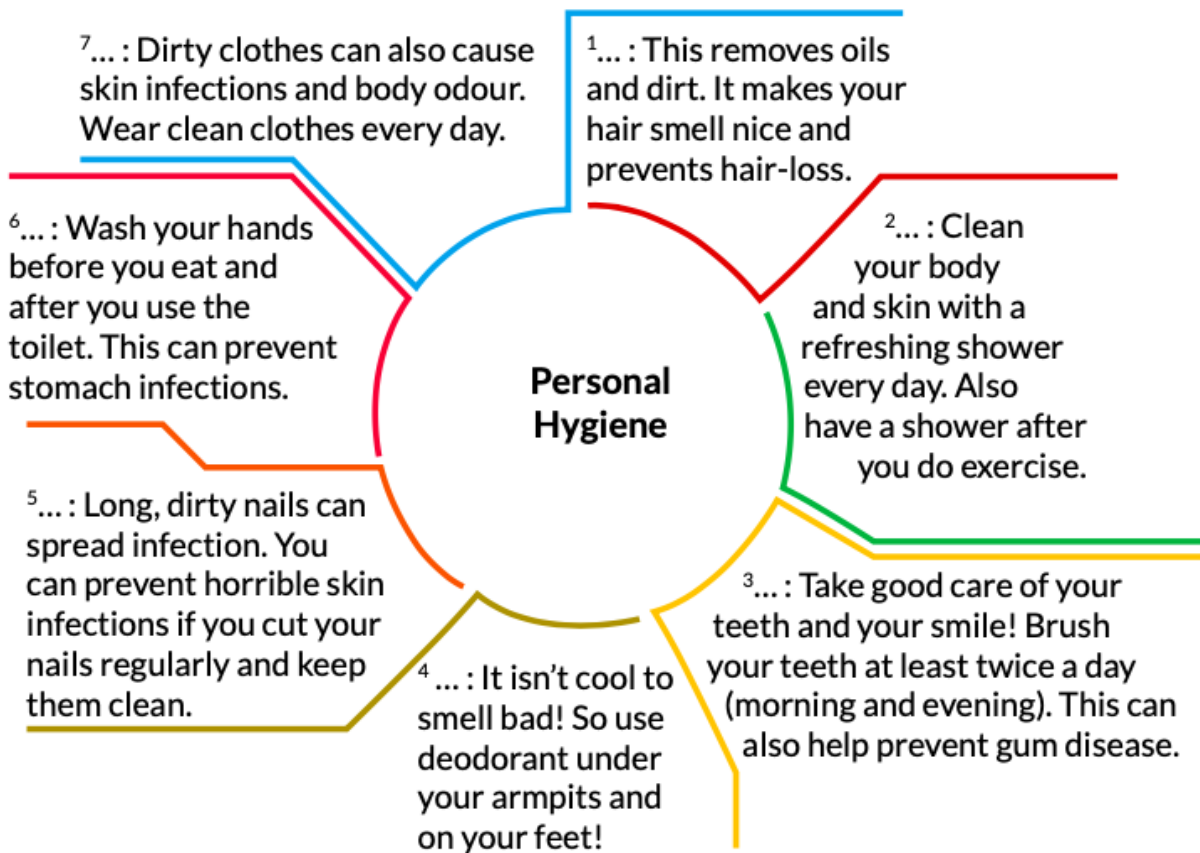 ⁷... : Dirty clothes can also cause
skin infections and body odour.
Wear clean clothes every day.
¹... : This removes oils
and dirt. It makes your
hair smell nice and
prevents hair-loss.
²... : Clean
your body
and skin with a
refreshing shower
every day. Also
have a shower after
you do exercise.
³... : Take good care of your
teeth and your smile! Brush
your teeth at least twice a day
(morning and evening). This can
also help prevent gum disease.
⁴ ... : It isn’t cool to
smell bad! So use
deodorant under
your armpits and
on your feet!
⁵... : Long, dirty nails can
spread infection. You
can prevent horrible skin
infections if you cut your
nails regularly and keep
them clean.
⁶... : Wash your hands
before you eat and
after you use the
toilet. This can prevent
stomach infections.
Personal
Hygiene